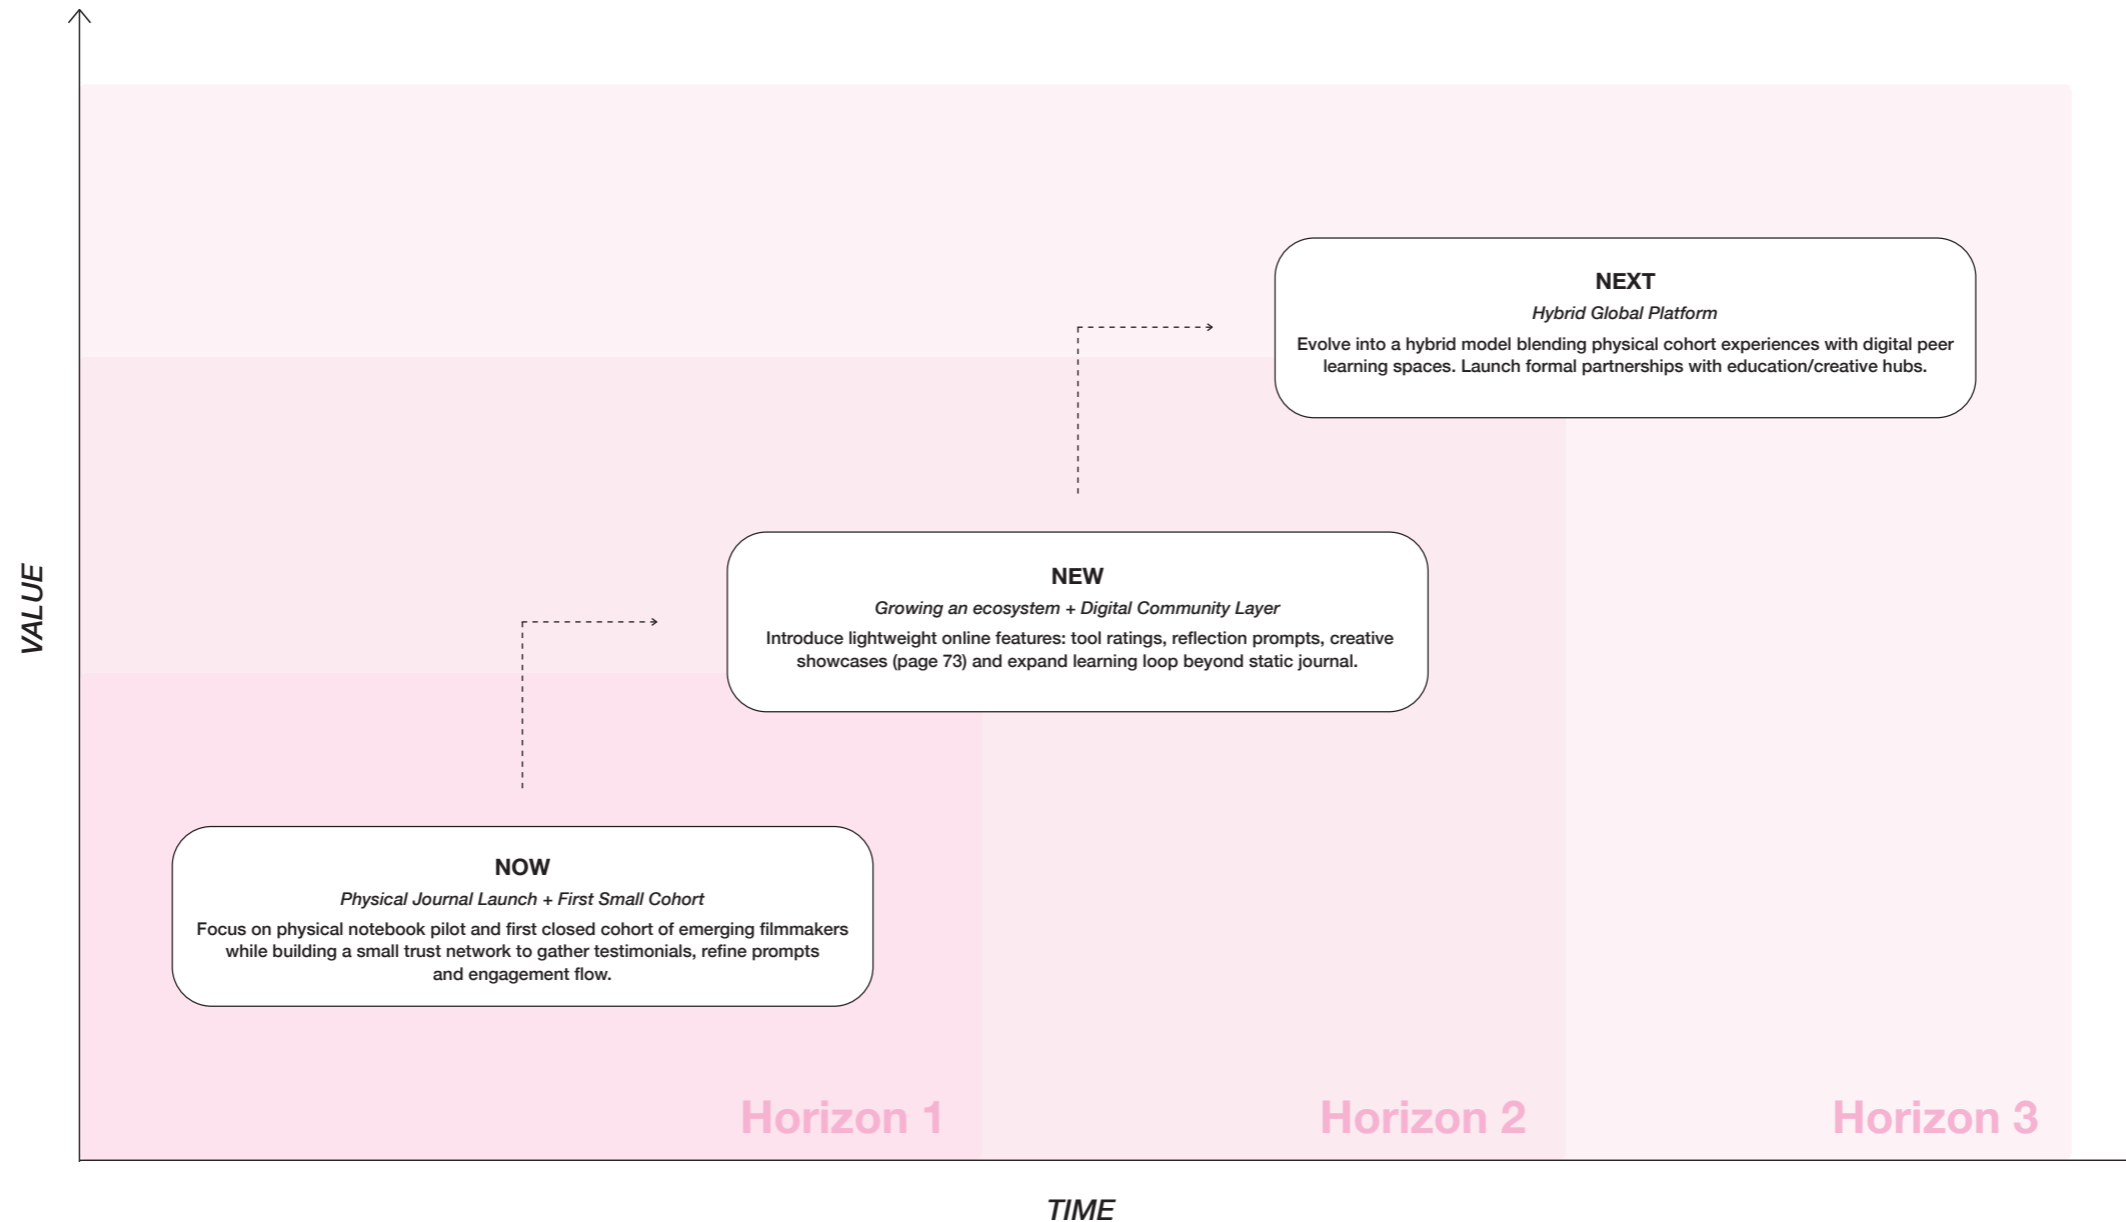 NEXT
Hybrid Global Platform
Evolve into a hybrid model blending physical cohort experiences with digital peer
learning spaces. Launch formal partnerships with education/creative hubs.
VALUE
NEW
Growing an ecosystem + Digital Community Layer
Introduce lightweight online features: tool ratings, reflection prompts, creative
showcases (page 73) and expand learning loop beyond static journal.
NOW
Physical Journal Launch + First Small Cohort
Focus on physical notebook pilot and first closed cohort of emerging filmmakers
while building a small trust network to gather testimonials, refine prompts
and engagement flow.
Horizon 1
Horizon 2
Horizon 3
TIME